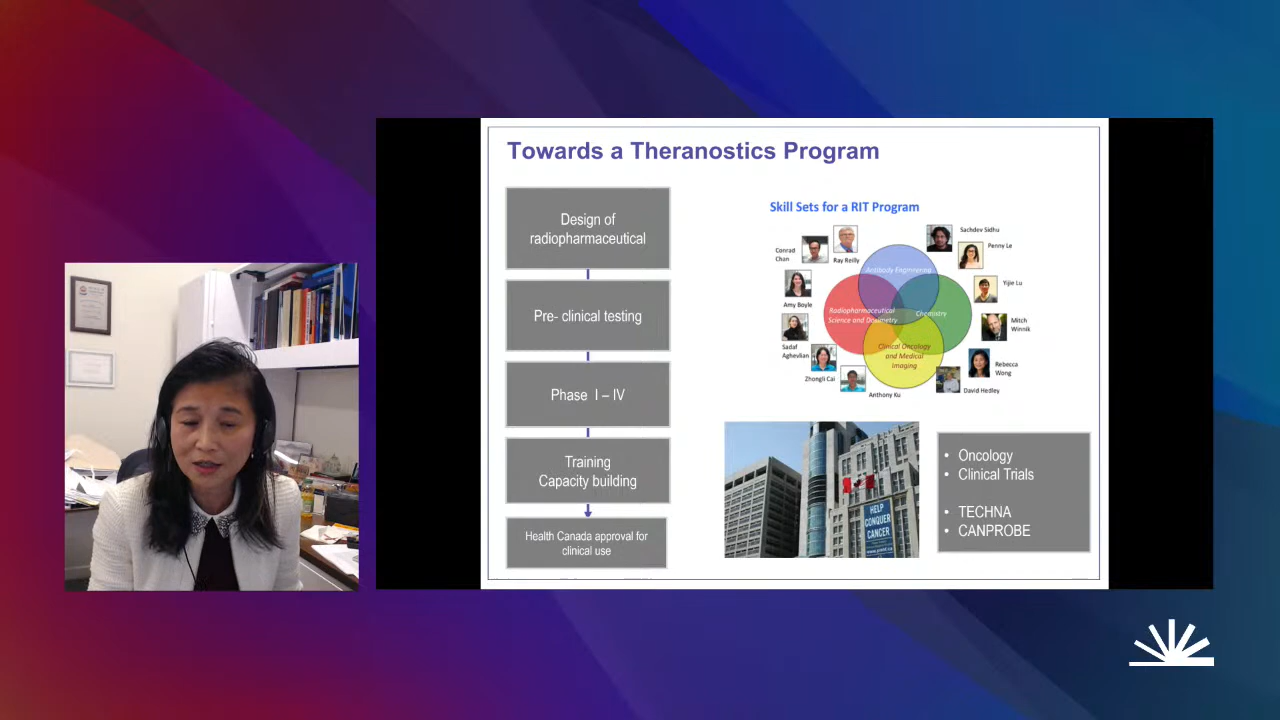 Towards a Theranostics Program
Design of
radiopharmaceutical
Pre- clinical testing
Phase I – IV
Training
Capacity building
Health Canada approval for
clinical use
Skill Sets for a RIT Program
Conrad
Chan
Ray Reilly
Sachdev Sidhu
Penny Le
Amy Boyle
Yijie Lu
Sadaf
Aghevlian
Mitch
Winnik
Zhongli Cai
Rebecca
Wong
Anthony Ku
David Hedley
Antibody Engineering
Radiopharmaceutical
Science and Dosimetry
Chemistry
Clinical Oncology
and Medical
Imaging
HELP
CONQUER
CANCER
• Oncology
• Clinical Trials
• TECHNA
• CANPROBE